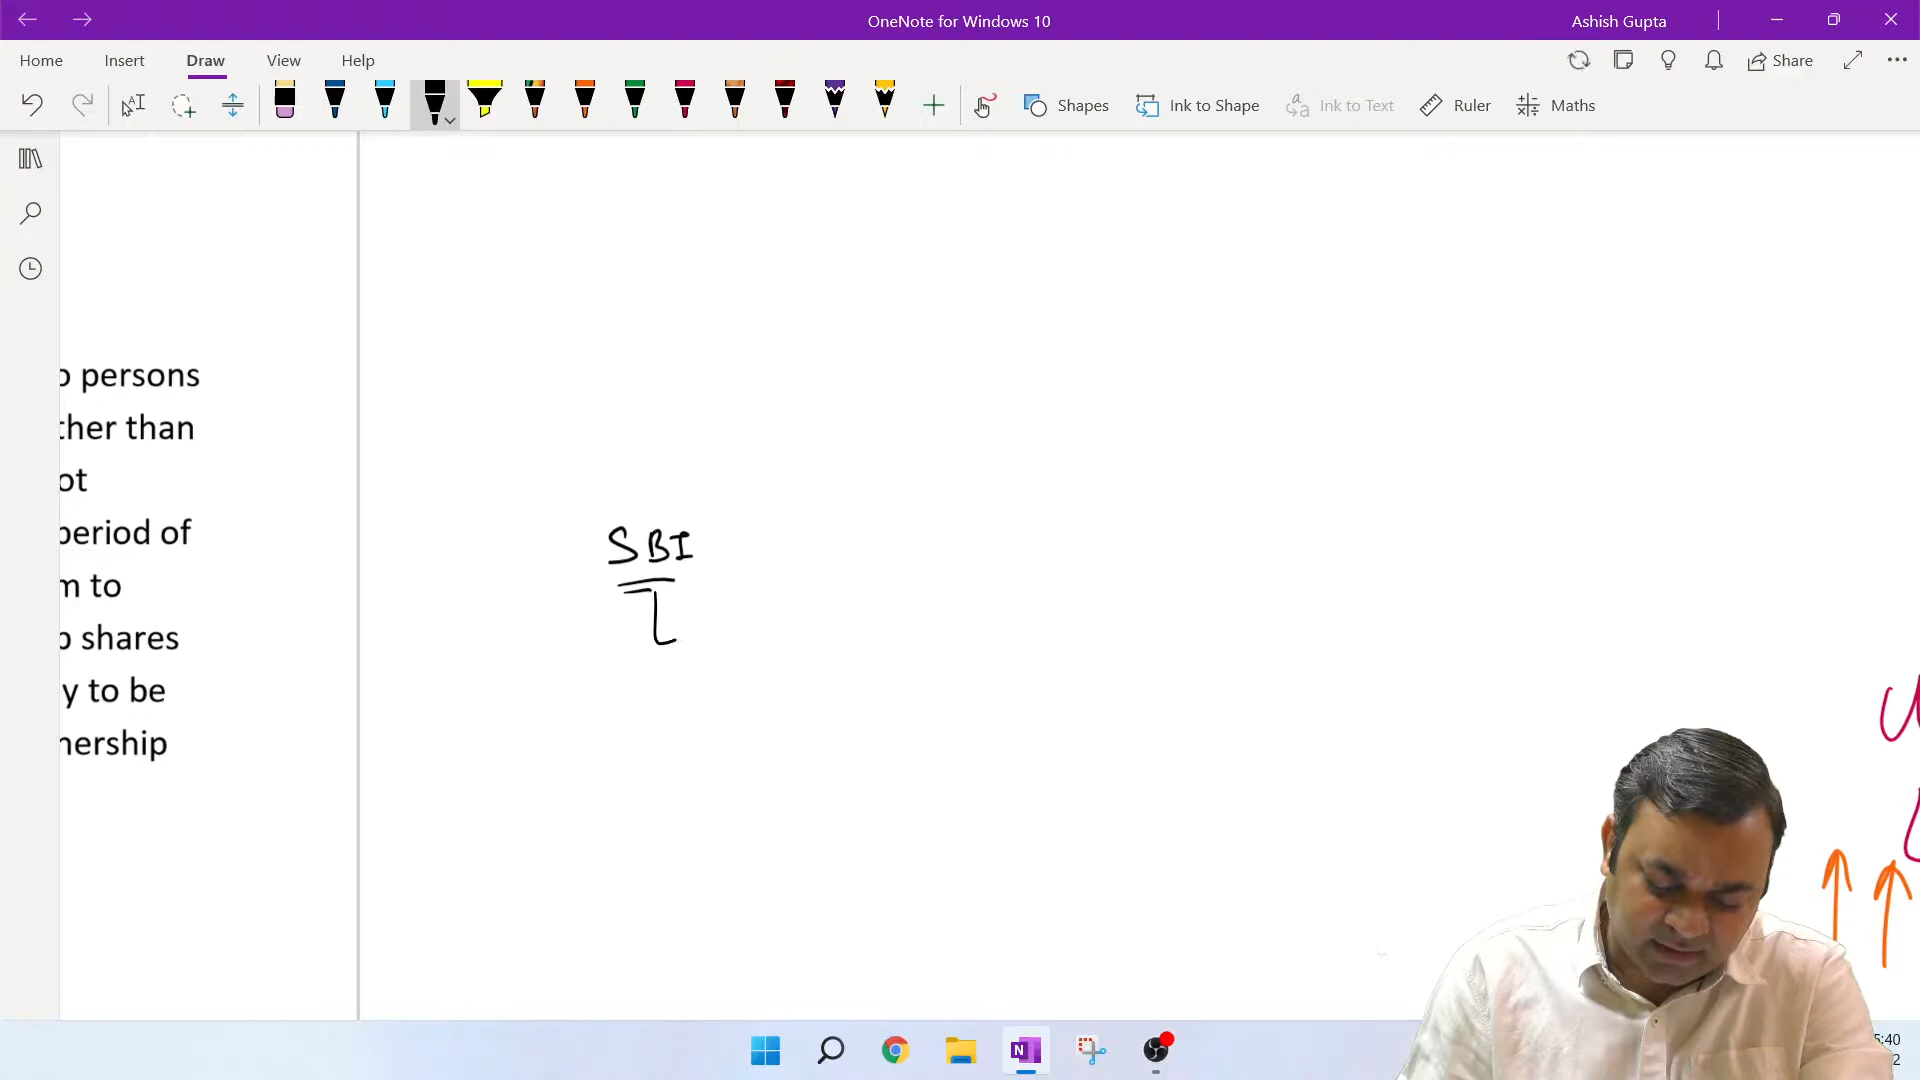 OneNote for Windows 10
Ashish Gupta
Home Insert Draw View Help
Share
Shapes
Ink to Shape
Ink to Text
Ruler
Maths
persons
ther than
ot
period of
m to
shares
y to be
nership
SBI